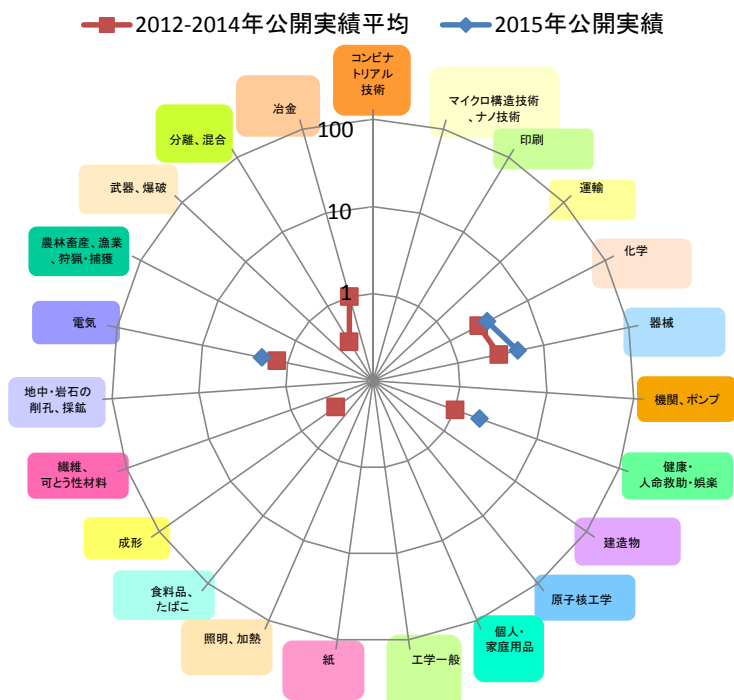 2012-2014年公開実績平均
2015年公開実績
コンビナ
トリアル
技術
マイクロ構造技術
、ナノ技術
印刷
運輸
化学
器械
機関、ポンプ
健康・
人命救助・娯楽
建造物
原子核工学
個人・
家庭用品
工学一般
紙
照明、加熱
食料品、
たばこ
成形
繊維、
可とう性材料
地中・岩石の
削孔、採鉱
電気
農林畜産、漁業
、狩猟・捕獲
武器、爆破
分離、混合
冶金
100
10
1